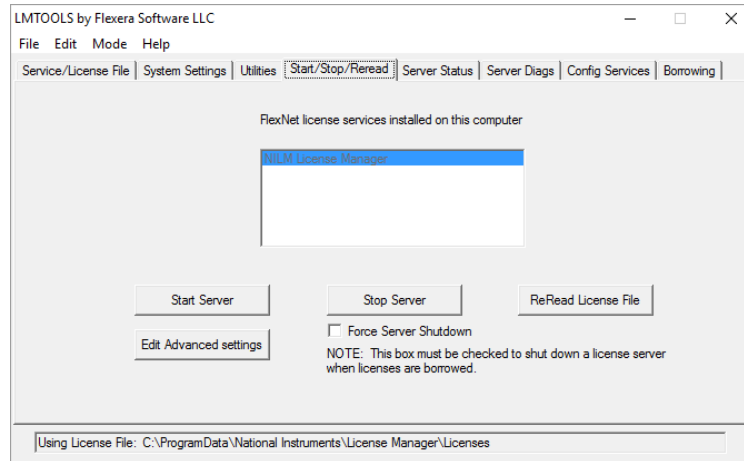 LMTOOLS by Flexera Software LLC
File Edit Mode Help
Service/License File System Settings Utilities Start/Stop/Reread Server Status Server Diags Config Services Borrowing
FlexNet license services installed on this computer
NILM License Manager
Start Server Stop Server ReRead License File
Edit Advanced settings
Force Server Shutdown
NOTE: This box must be checked to shut down a license server
when licenses are borrowed.
Using License File: C:\ProgramData\National Instruments\License Manager\Licenses